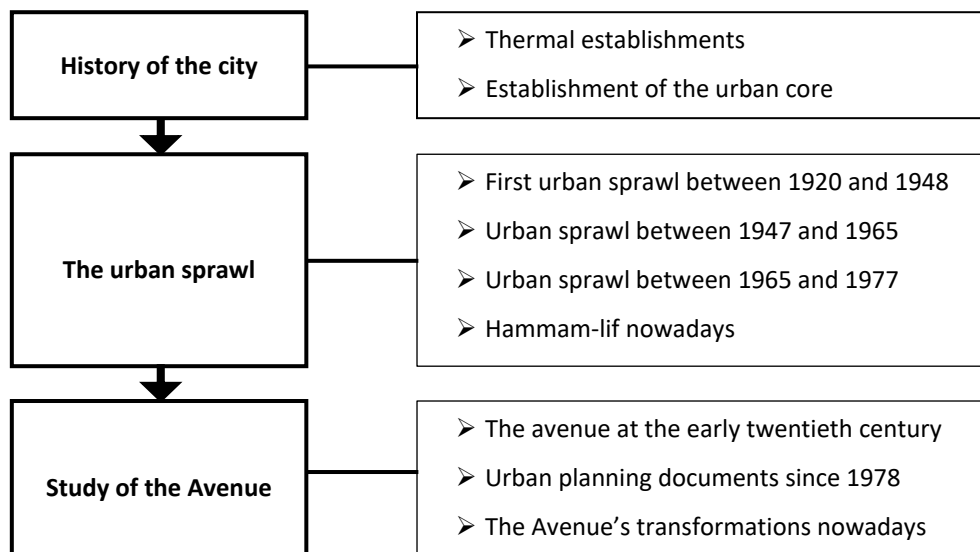 History of the city
➢ Thermal establishments
➢ Establishment of the urban core
The urban sprawl
➢ First urban sprawl between 1920 and 1948
➢ Urban sprawl between 1947 and 1965
➢ Urban sprawl between 1965 and 1977
➢ Hammam-lif nowadays
Study of the Avenue
➢ The avenue at the early twentieth century
➢ Urban planning documents since 1978
➢ The Avenue’s transformations nowadays